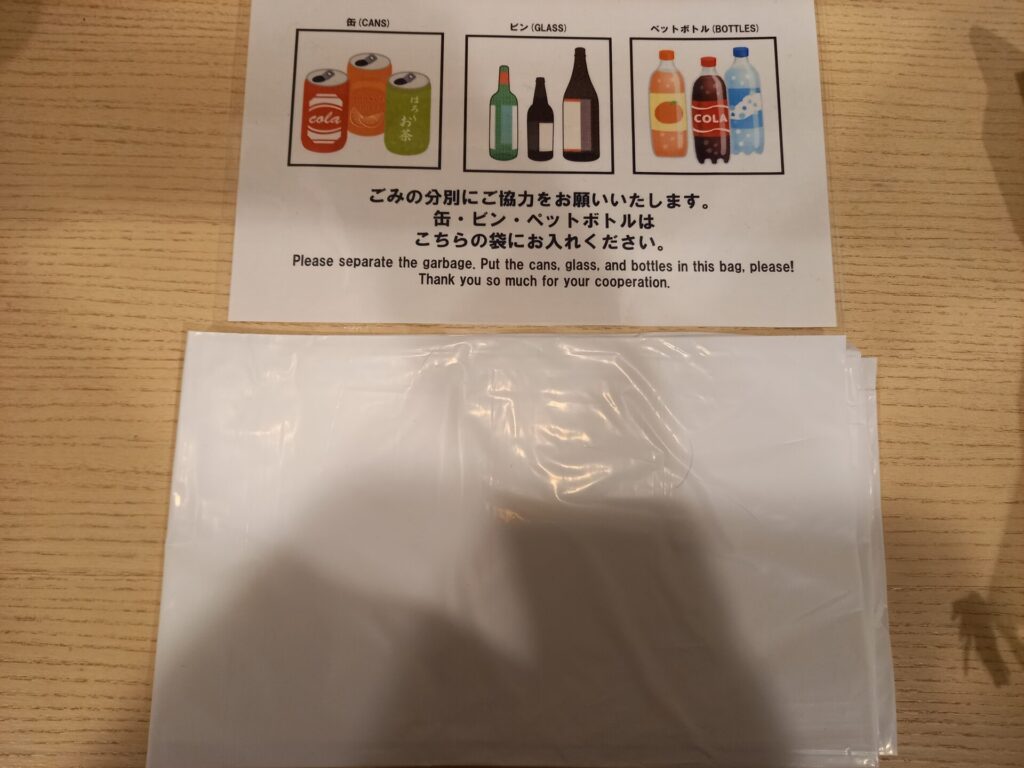 缶(CANS)
ビン(GLASS)
ペットボトル(BOTTLES)
cola
お茶
COLA
ごみの分別にご協力をお願いいたします。
缶・ビン・ペットボトルは
こちらの袋にお入れください。
Please separate the garbage. Put the cans, glass, and bottles in this bag, please!
Thank you so much for your cooperation.